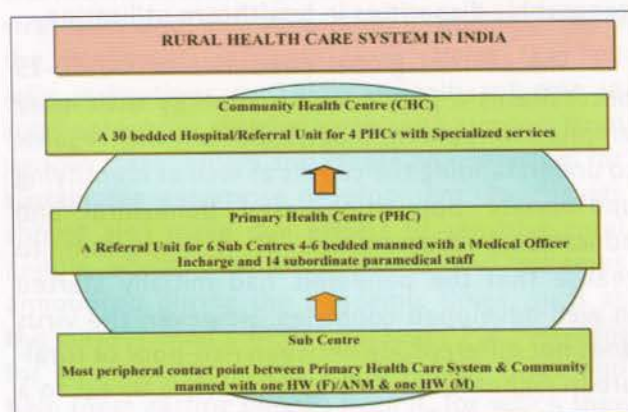 RURAL HEALTH CARE SYSTEM IN INDIA
Community Health Centre (CHC)
A 30 bedded Hospital/Referral Unit for 4 PHCs with Specialized services
Primary Health Centre (PHC)
A Referral Unit for 6 Sub Centres 4-6 bedded manned with a Medical Officer
Incharge and 14 subordinate paramedical staff
Sub Centre
Most peripheral contact point between Primary Health Care System & Community
manned with one HW (F)/ANM & one HW (M)